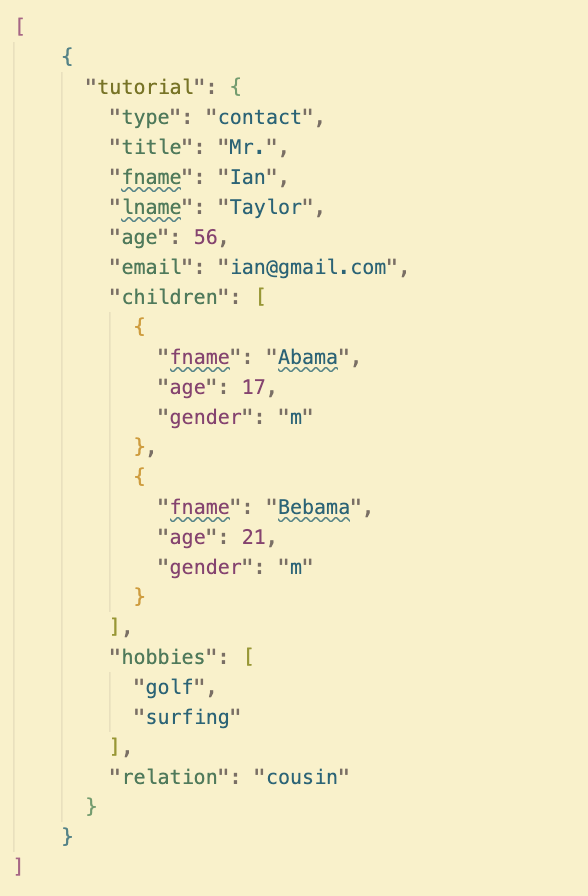 [
    {
      "tutorial": {
        "type": "contact",
        "title": "Mr.",
        "fname": "Ian",
        "lname": "Taylor",
        "age": 56,
        "email": "ian@gmail.com",
        "children": [
          {
            "fname": "Abama",
            "age": 17,
            "gender": "m"
          },
          {
            "fname": "Bebama",
            "age": 21,
            "gender": "m"
          }
        ],
        "hobbies": [
          "golf",
          "surfing"
        ],
        "relation": "cousin"
      }
    }
]